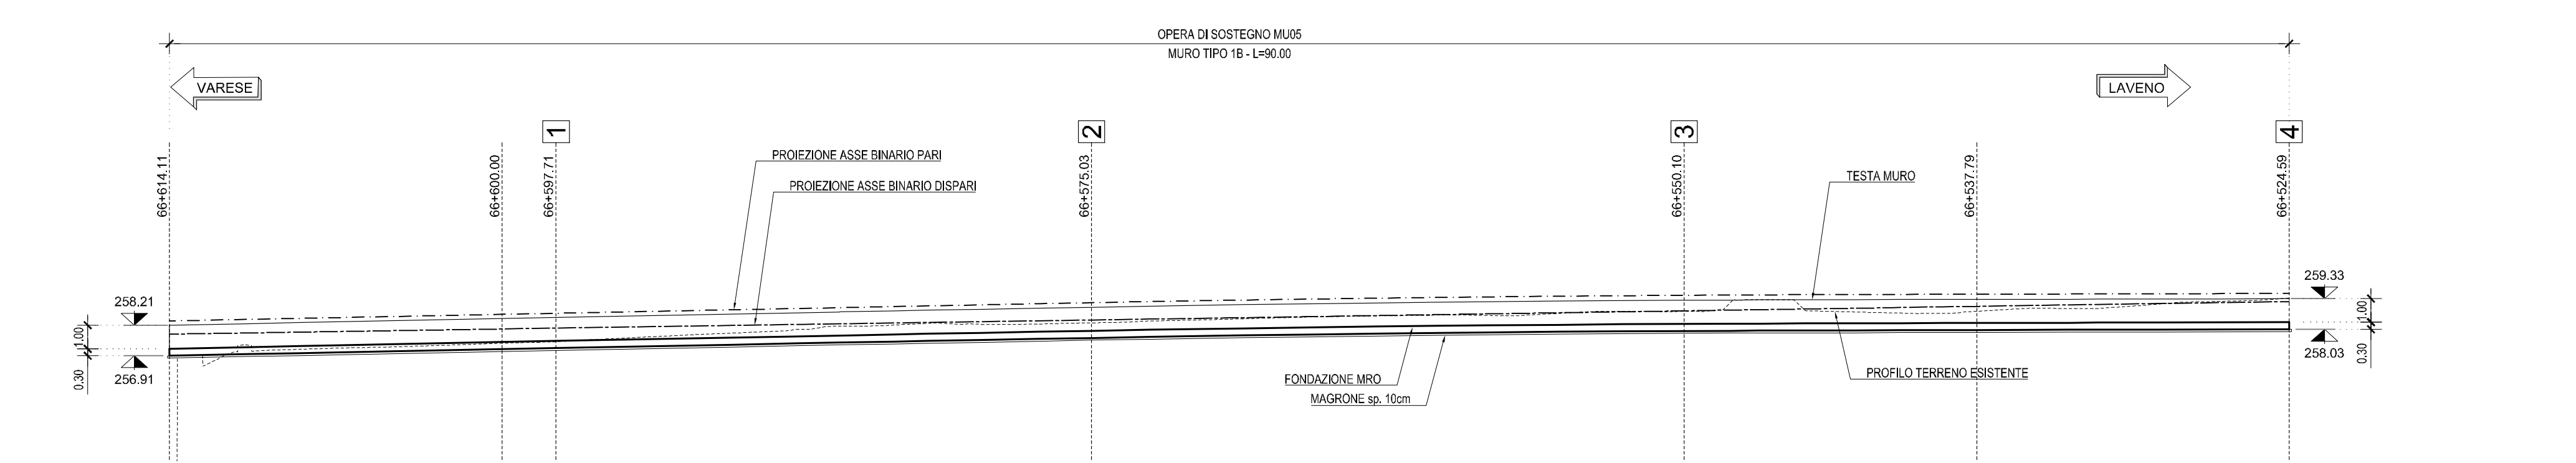 OPERA DI SOSTEGNO MU05
MURO TIPO 1B - L=90.00
VARESE
LAVENO
1
2
3
4
66+614.11
66+600.00
66+597.71
66+575.03
66+550.10
66+537.79
66+524.59
PROIEZIONE ASSE BINARIO PARI
PROIEZIONE ASSE BINARIO DISPARI
TESTA MURO
258.21
259.33
1.00
1.00
256.91
258.03
0.30
0.30
FONDAZIONE MRO
MAGRONE sp. 10cm
PROFILO TERRENO ESISTENTE